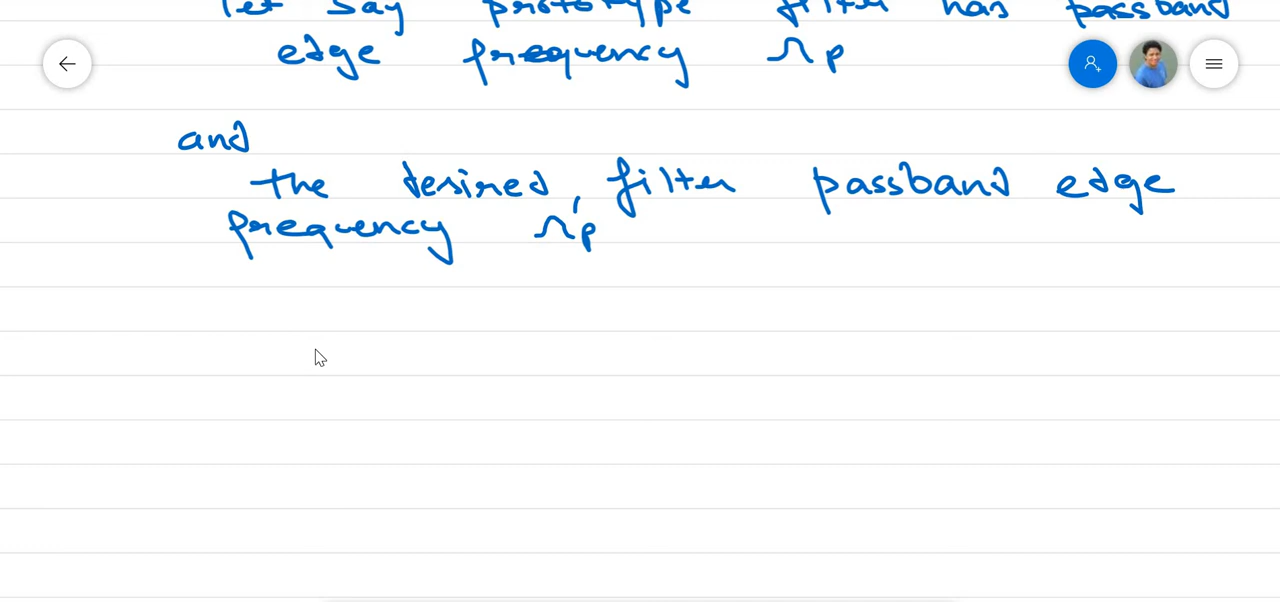 let say prototype filter has passband
edge frequency Ωp
and
the desired filter passband edge
frequency Ω'p